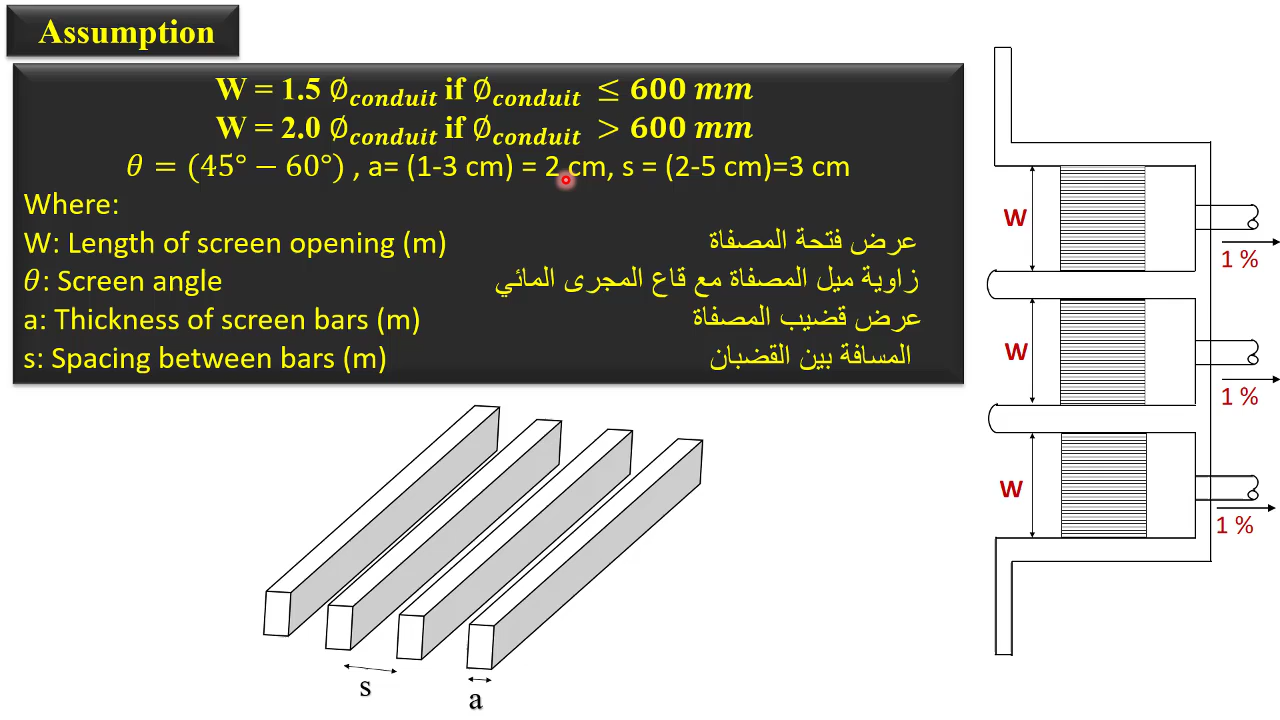 Assumption
W = 1.5 ∅conduit if ∅conduit ≤ 600 mm
W = 2.0 ∅conduit if ∅conduit > 600 mm
θ = (45° − 60°) , a= (1-3 cm) = 2 cm, s = (2-5 cm)=3 cm
Where:
W: Length of screen opening (m) عرض فتحة المصفاة
θ: Screen angle زاوية ميل المصفاة مع قاع المجرى المائي
a: Thickness of screen bars (m) عرض قضيب المصفاة
s: Spacing between bars (m) المسافة بين القضبان
W
1 %
W
1 %
W
1 %
s
a